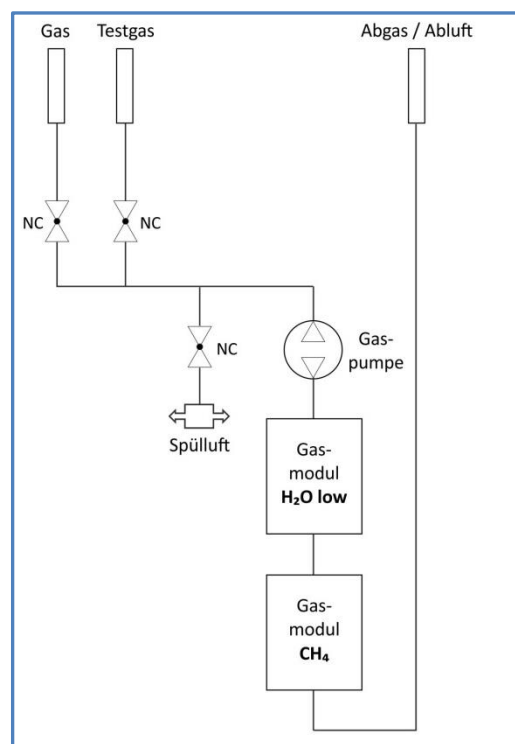 Gas
Testgas
Abgas / Abluft
NC
NC
NC
Gas-
pumpe
Spülluft
Gas-
modul
H₂O low
Gas-
modul
CH₄